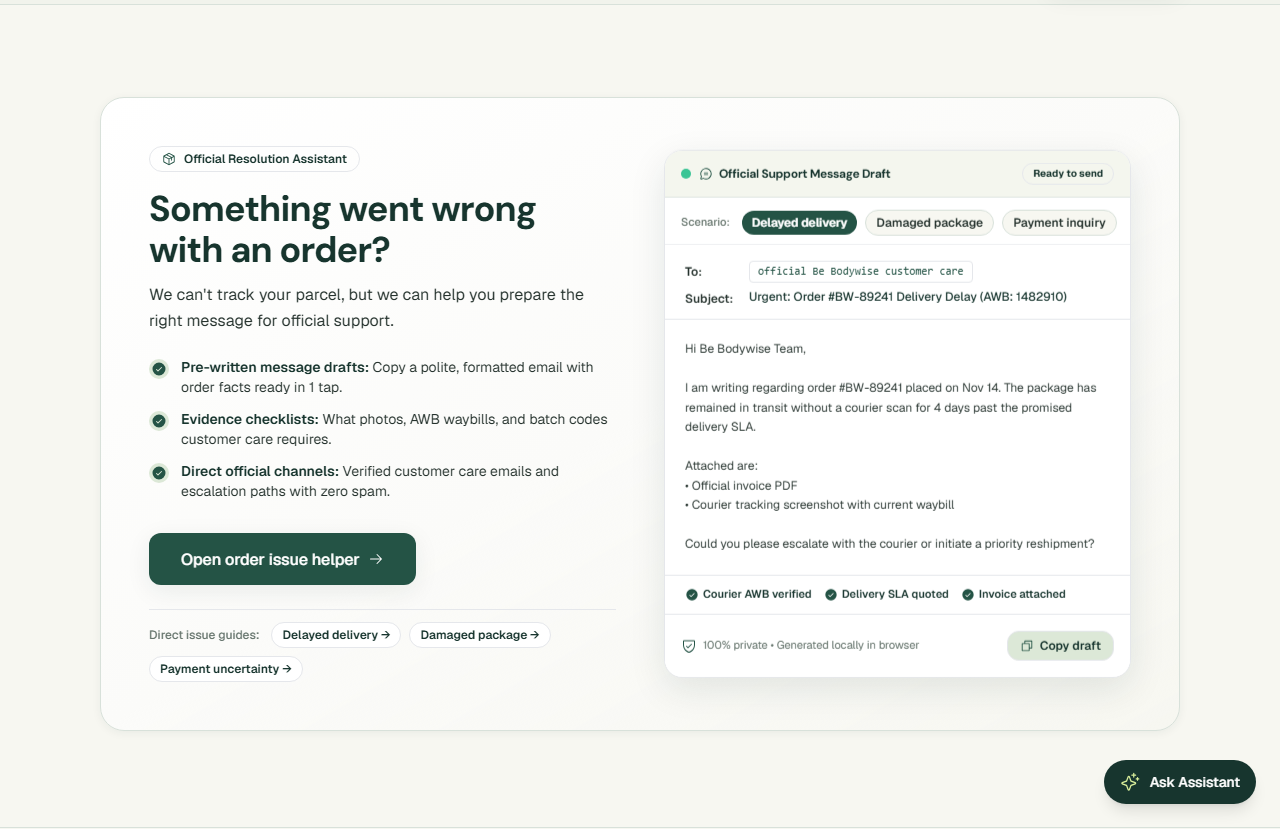 Official Resolution Assistant
Something went wrong
with an order?
We can't track your parcel, but we can help you prepare the
right message for official support.
Pre-written message drafts: Copy a polite, formatted email with
order facts ready in 1 tap.
Evidence checklists: What photos, AWB waybills, and batch codes
customer care requires.
Direct official channels: Verified customer care emails and
escalation paths with zero spam.
Open order issue helper →
Direct issue guides: Delayed delivery → Damaged package →
Payment uncertainty →
Official Support Message Draft Ready to send
Scenario: Delayed delivery Damaged package Payment inquiry
To: official Be Bodywise customer care
Subject: Urgent: Order #BW-89241 Delivery Delay (AWB: 1482910)
Hi Be Bodywise Team,
I am writing regarding order #BW-89241 placed on Nov 14. The package has
remained in transit without a courier scan for 4 days past the promised
delivery SLA.
Attached are:
• Official invoice PDF
• Courier tracking screenshot with current waybill
Could you please escalate with the courier or initiate a priority reshipment?
Courier AWB verified Delivery SLA quoted Invoice attached
100% private • Generated locally in browser Copy draft
Ask Assistant